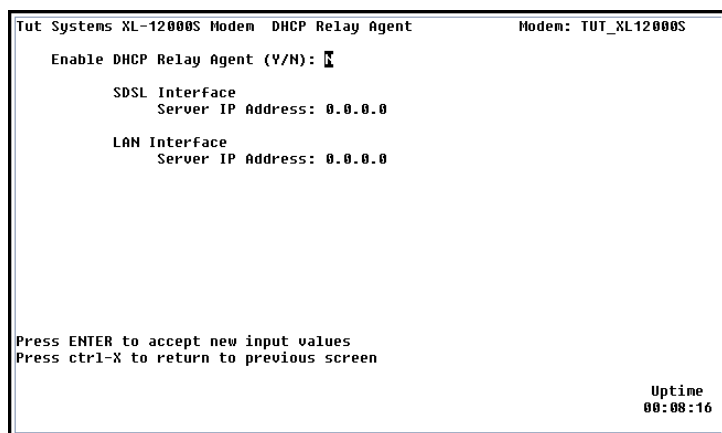 Tut Systems XL-12000S Modem DHCP Relay Agent Modem: TUT_XL12000S
Enable DHCP Relay Agent (Y/N): N
SDSL Interface
Server IP Address: 0.0.0.0
LAN Interface
Server IP Address: 0.0.0.0
Press ENTER to accept new input values
Press ctrl-X to return to previous screen
Uptime
00:08:16